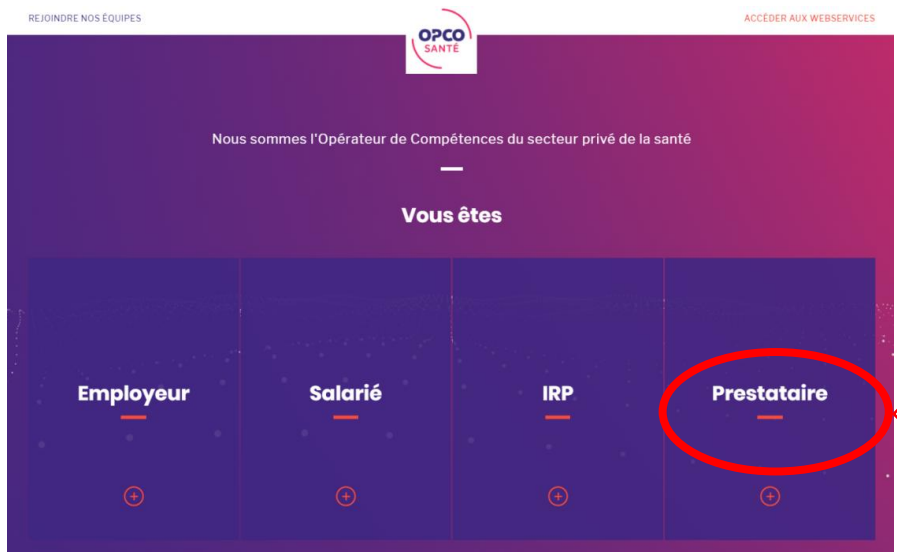 REJOINDRE NOS ÉQUIPES
ACCÉDER AUX WEBSERVICES
OPCO
SANTÉ
Nous sommes l'Opérateur de Compétences du secteur privé de la santé
Vous êtes
Employeur
Salarié
IRP
Prestataire